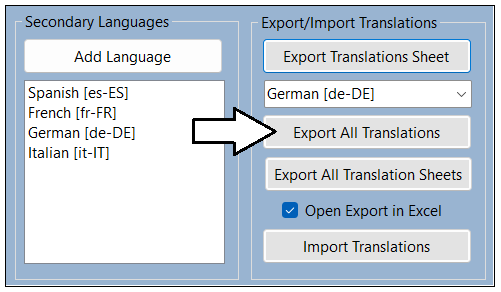 Secondary Languages
Add Language
Spanish [es-ES]
French [fr-FR]
German [de-DE]
Italian [it-IT]
Export/Import Translations
Export Translations Sheet
German [de-DE]
Export All Translations
Export All Translation Sheets
Open Export in Excel
Import Translations